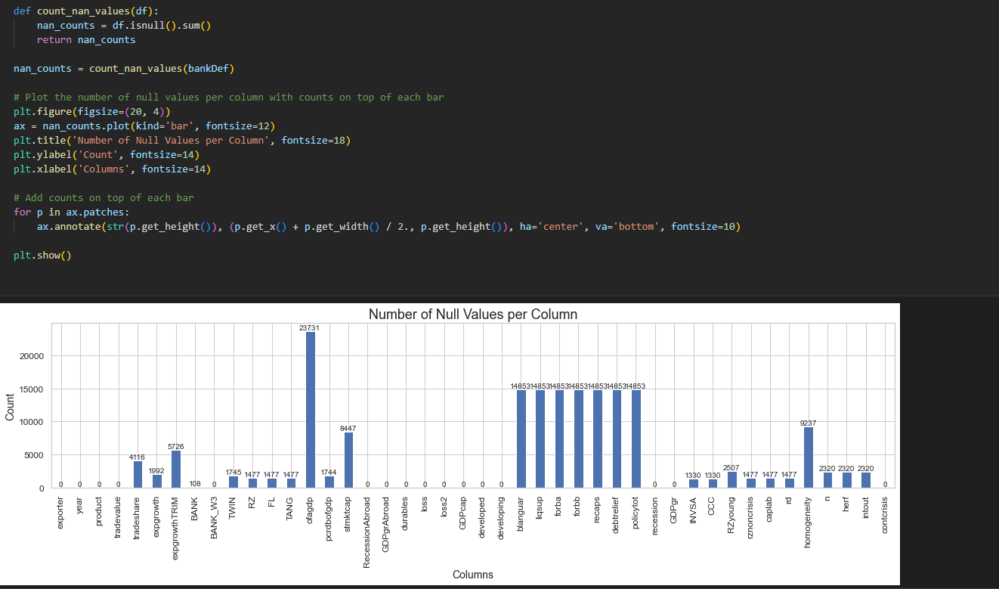 def count_nan_values(df):
    nan_counts = df.isnull().sum()
    return nan_counts
nan_counts = count_nan_values(bankDef)
# Plot the number of null values per column with counts on top of each bar
plt.figure(figsize=(20, 4))
ax = nan_counts.plot(kind='bar', fontsize=12)
plt.title('Number of Null Values per Column', fontsize=18)
plt.ylabel('Count', fontsize=14)
plt.xlabel('Columns', fontsize=14)
# Add counts on top of each bar
for p in ax.patches:
    ax.annotate(str(p.get_height()), (p.get_x() + p.get_width() / 2., p.get_height()), ha='center', va='bottom', fontsize=10)
plt.show()
Number of Null Values per Column
Count
20000
15000
10000
5000
0
0 0 0 0 4116 1992 5726 108 0 1745 1477 1477 1477 23731 1744 8447 0 0 0 0 0 0 0 0 14853 14853 14853 14853 14853 14853 14853 0 0 1330 1330 2507 1477 1477 1477 9237 2320 2320 2320 0
exporter
year
product
tradevalue
tradeshare
expgrowth
expgrowthTRIM
BANK
BANK_W3
TWIN
RZ
FL
TANG
ofagdp
pcrdbofgdp
stmktcap
RecessionAbroad
GDPgrAbroad
durables
loss
loss2
GDPcap
developed
developing
blanguar
liqsup
forba
forbb
recaps
debtrelief
policytot
recession
GDPgr
INVSA
CCC
RZyoung
rznoncrisis
caplab
rd
homogeneity
n
herf
intout
contcrisis
Columns